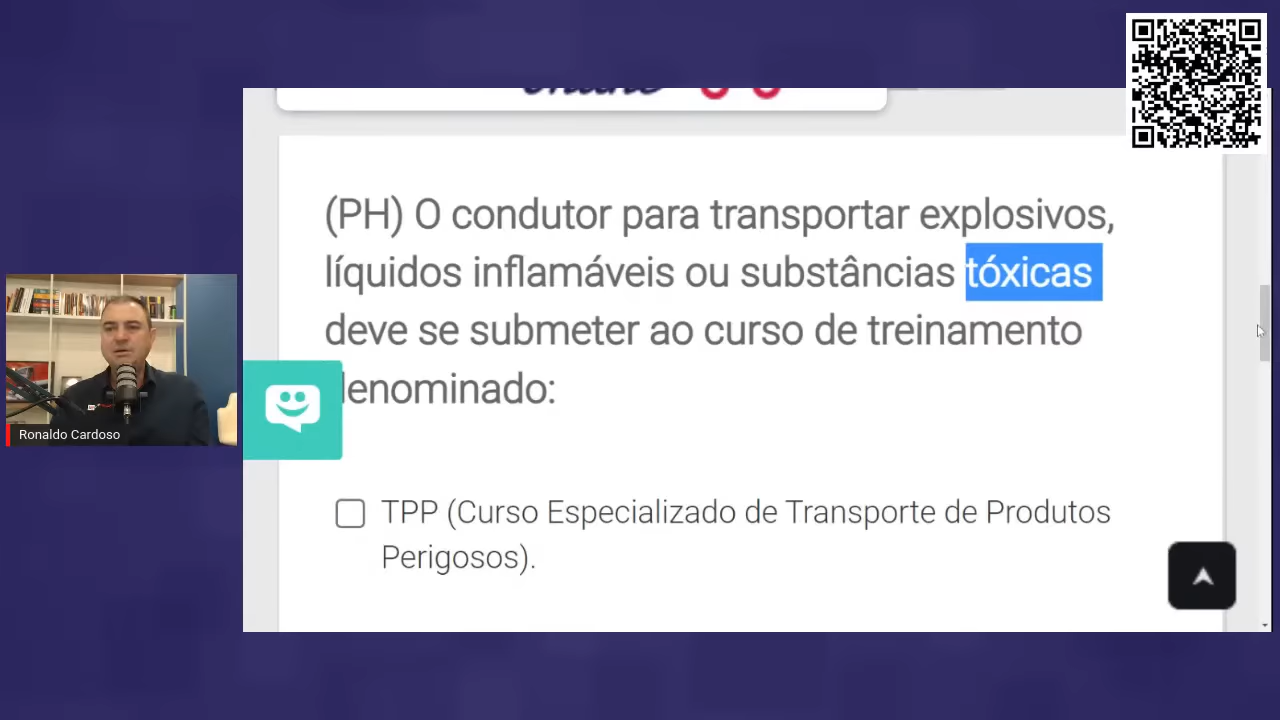 (PH) O condutor para transportar explosivos,
líquidos inflamáveis ou substâncias tóxicas
deve se submeter ao curso de treinamento
denominado:
TPP (Curso Especializado de Transporte de Produtos
Perigosos).
Ronaldo Cardoso